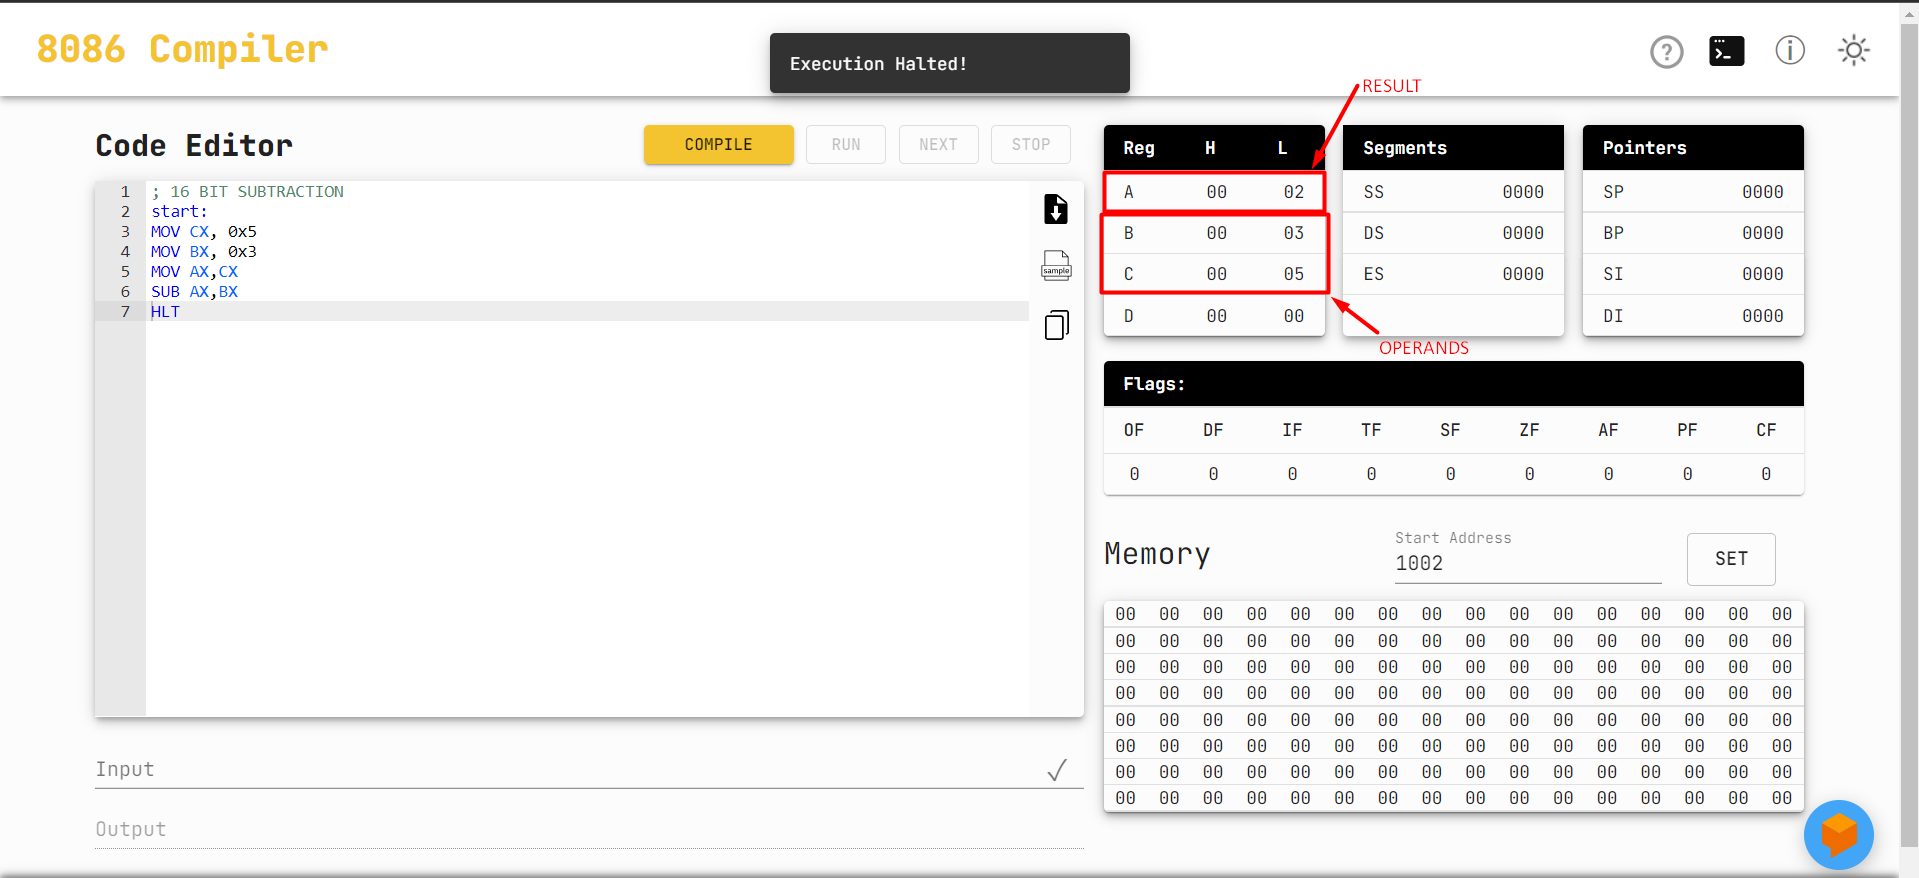 8086 Compiler
Execution Halted!
?
i
RESULT
Code Editor
COMPILE
RUN
NEXT
STOP
1 ; 16 BIT SUBTRACTION
2 start:
3 MOV CX, 0x5
4 MOV BX, 0x3
5 MOV AX,CX
6 SUB AX,BX
7 HLT
sample
Input
Output
Reg H L
A 00 02
B 00 03
C 00 05
D 00 00
OPERANDS
Segments
SS 0000
DS 0000
ES 0000
Pointers
SP 0000
BP 0000
SI 0000
DI 0000
Flags:
OF DF IF TF SF ZF AF PF CF
0 0 0 0 0 0 0 0 0
Memory
Start Address
1002
SET
00 00 00 00 00 00 00 00 00 00 00 00 00 00 00 00
00 00 00 00 00 00 00 00 00 00 00 00 00 00 00 00
00 00 00 00 00 00 00 00 00 00 00 00 00 00 00 00
00 00 00 00 00 00 00 00 00 00 00 00 00 00 00 00
00 00 00 00 00 00 00 00 00 00 00 00 00 00 00 00
00 00 00 00 00 00 00 00 00 00 00 00 00 00 00 00
00 00 00 00 00 00 00 00 00 00 00 00 00 00 00 00
00 00 00 00 00 00 00 00 00 00 00 00 00 00 00 00